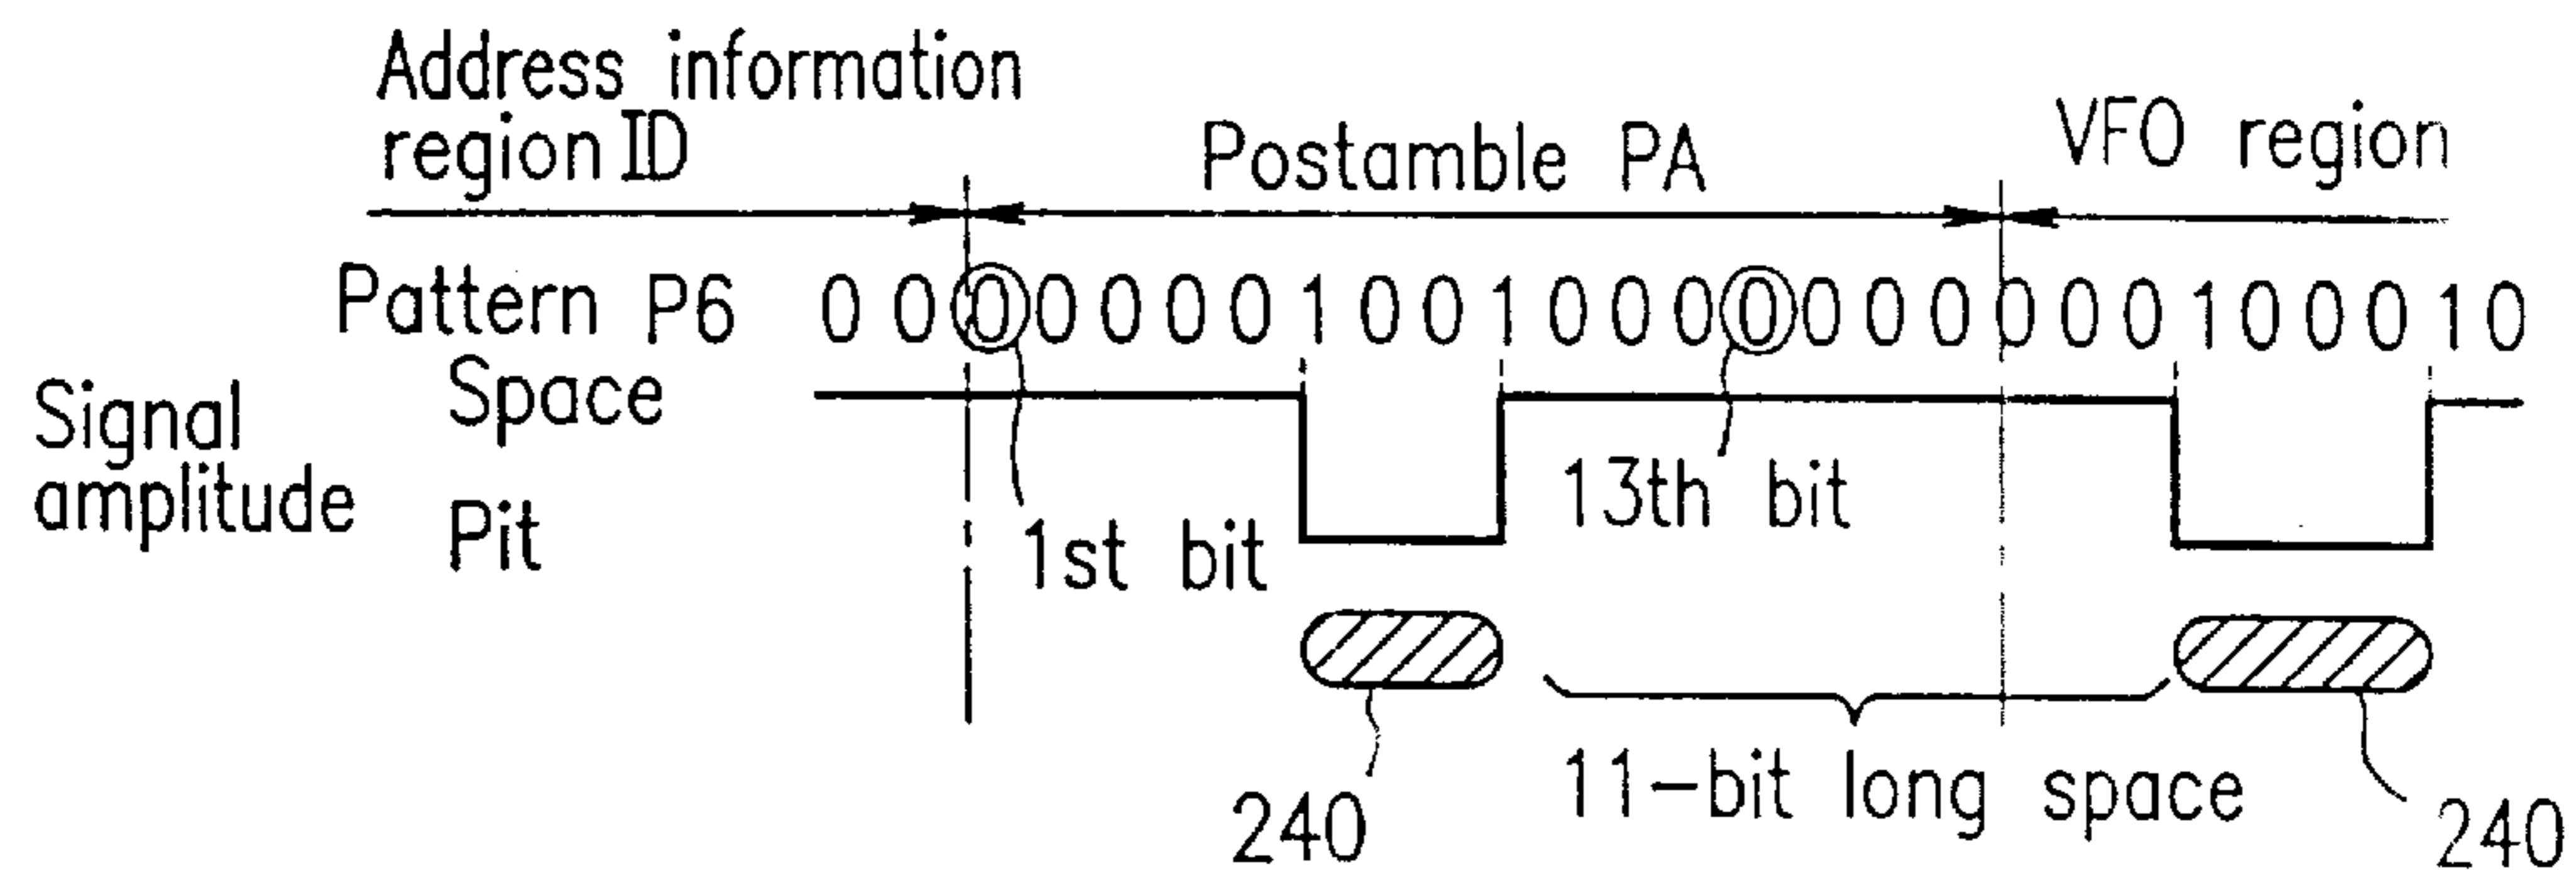 Address information
region ID
Postamble PA
VFO region
Pattern P6 0 0 0 0 0 0 0 1 0 0 1 0 0 0 0 0 0 0 0 0 0 1 0 0 0 1 0
Signal
amplitude
Space
Pit
1st bit
13th bit
240
11-bit long space
240